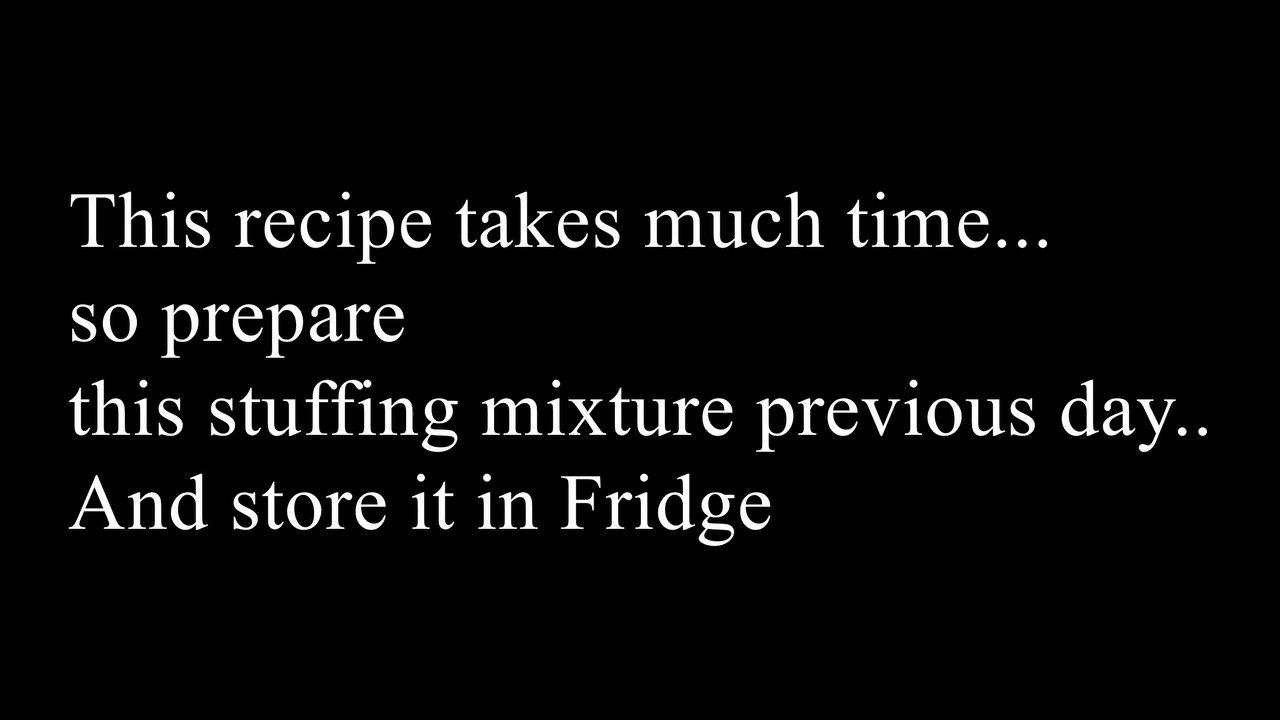 This recipe takes much time...
so prepare
this stuffing mixture previous day..
And store it in Fridge